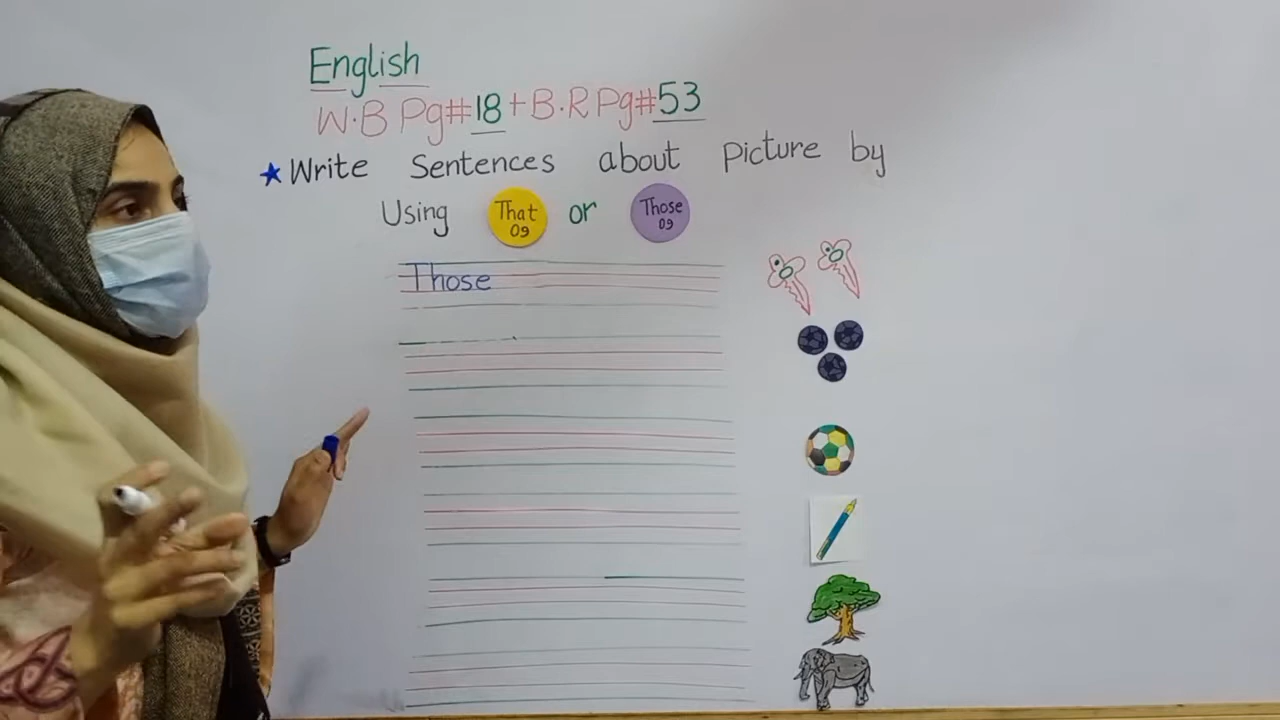 English
W.B Pg#18+B.R Pg#53
★Write Sentences about Picture by
Using That 09 or Those 09
Those